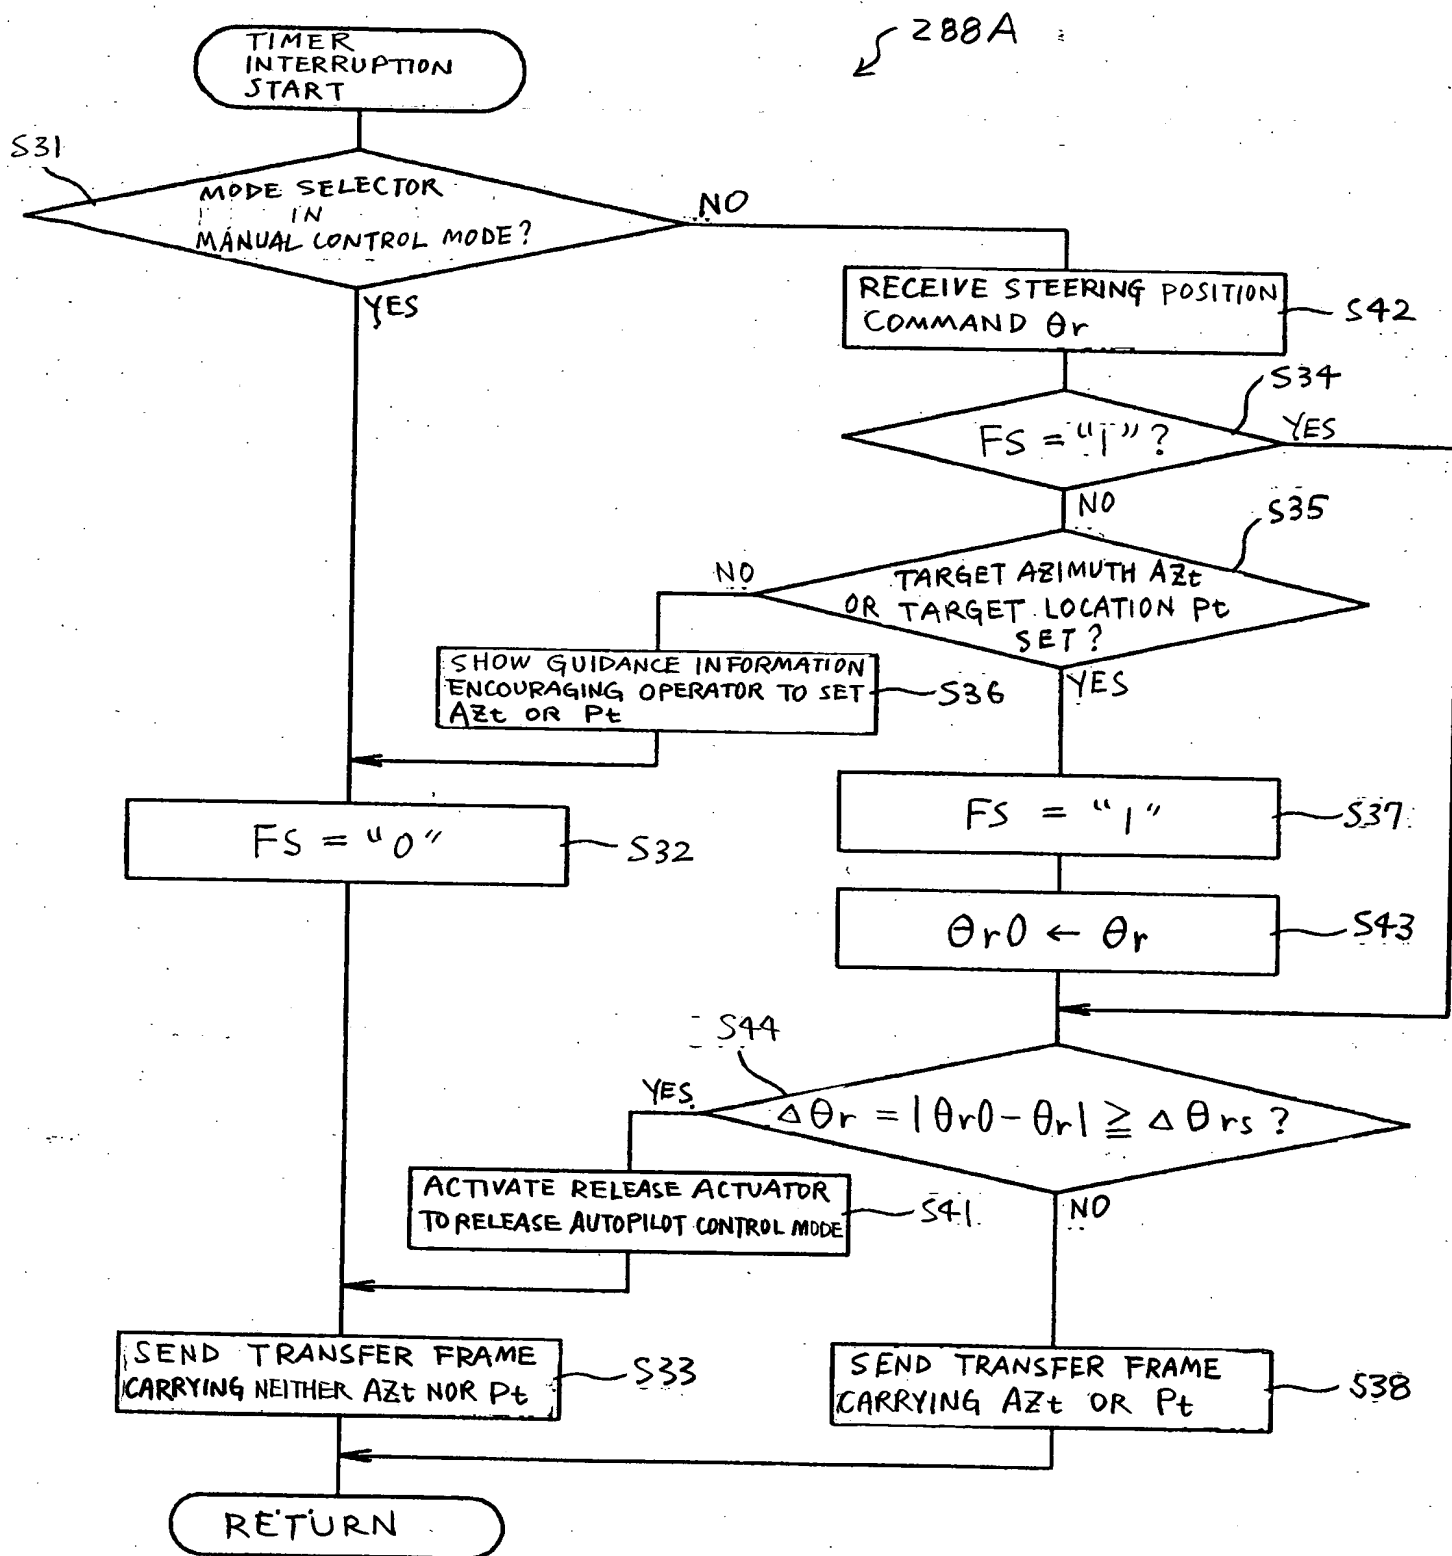 288A
TIMER
INTERRUPTION
START
S31
MODE SELECTOR
IN
MANUAL CONTROL MODE?
NO
YES
RECEIVE STEERING POSITION
COMMAND θr
S42
S34
FS = "1"?
YES
NO
S35
TARGET AZIMUTH AZt
OR TARGET LOCATION Pt
SET?
NO
YES
SHOW GUIDANCE INFORMATION
ENCOURAGING OPERATOR TO SET
AZt OR Pt
S36
FS = "1"
S37
FS = "0"
S32
θr0 ← θr
S43
S44
Δθr = |θr0 - θr| ≧ Δθrs ?
YES
NO
ACTIVATE RELEASE ACTUATOR
TO RELEASE AUTOPILOT CONTROL MODE
S41
SEND TRANSFER FRAME
CARRYING NEITHER AZt NOR Pt
S33
SEND TRANSFER FRAME
CARRYING AZt OR Pt
S38
RETURN